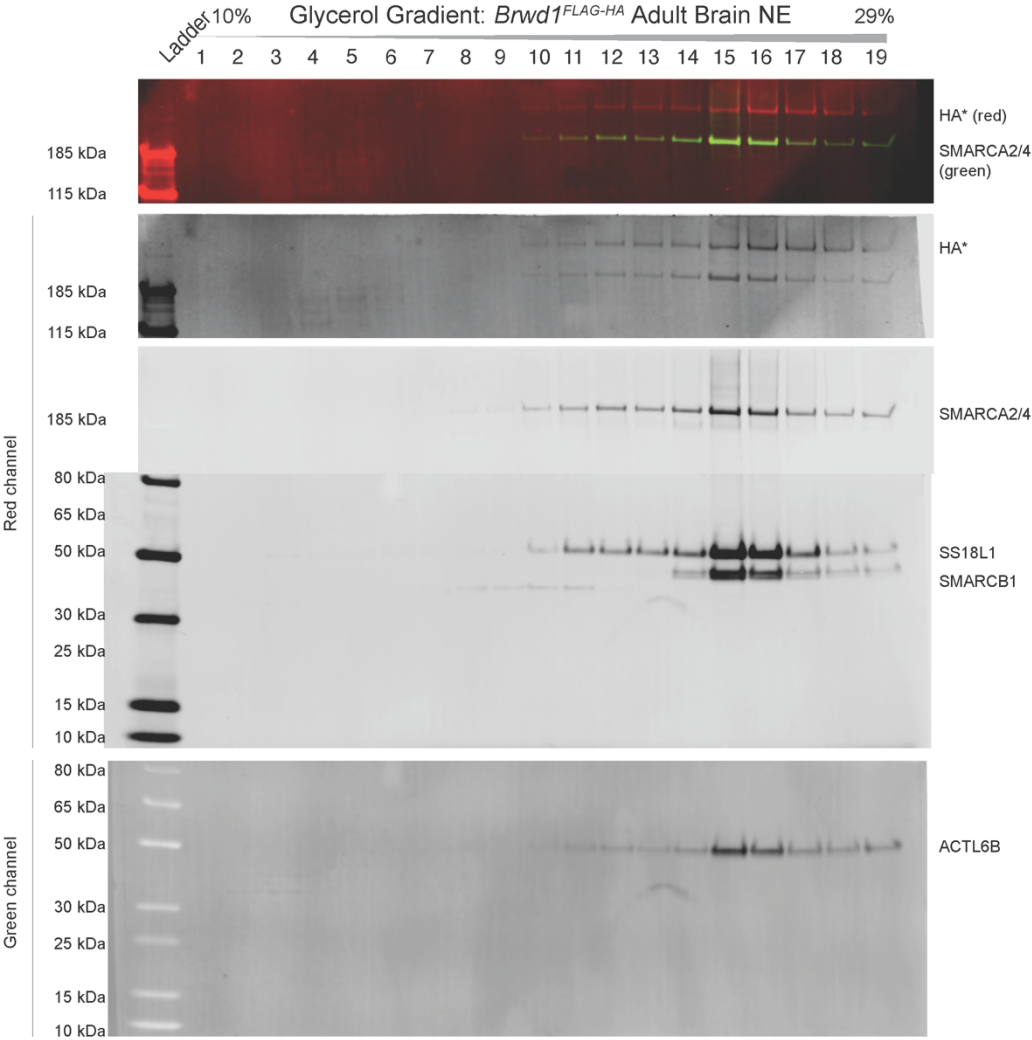 Glycerol Gradient: Brwd1FLAG-HA Adult Brain NE
Ladder 10% 29%
1 2 3 4 5 6 7 8 9 10 11 12 13 14 15 16 17 18 19
HA* (red)
185 kDa
SMARCA2/4
(green)
115 kDa
Red channel
HA*
185 kDa
115 kDa
185 kDa
SMARCA2/4
80 kDa
65 kDa
50 kDa
SS18L1
SMARCB1
30 kDa
25 kDa
15 kDa
10 kDa
Green channel
80 kDa
65 kDa
50 kDa
ACTL6B
30 kDa
25 kDa
15 kDa
10 kDa